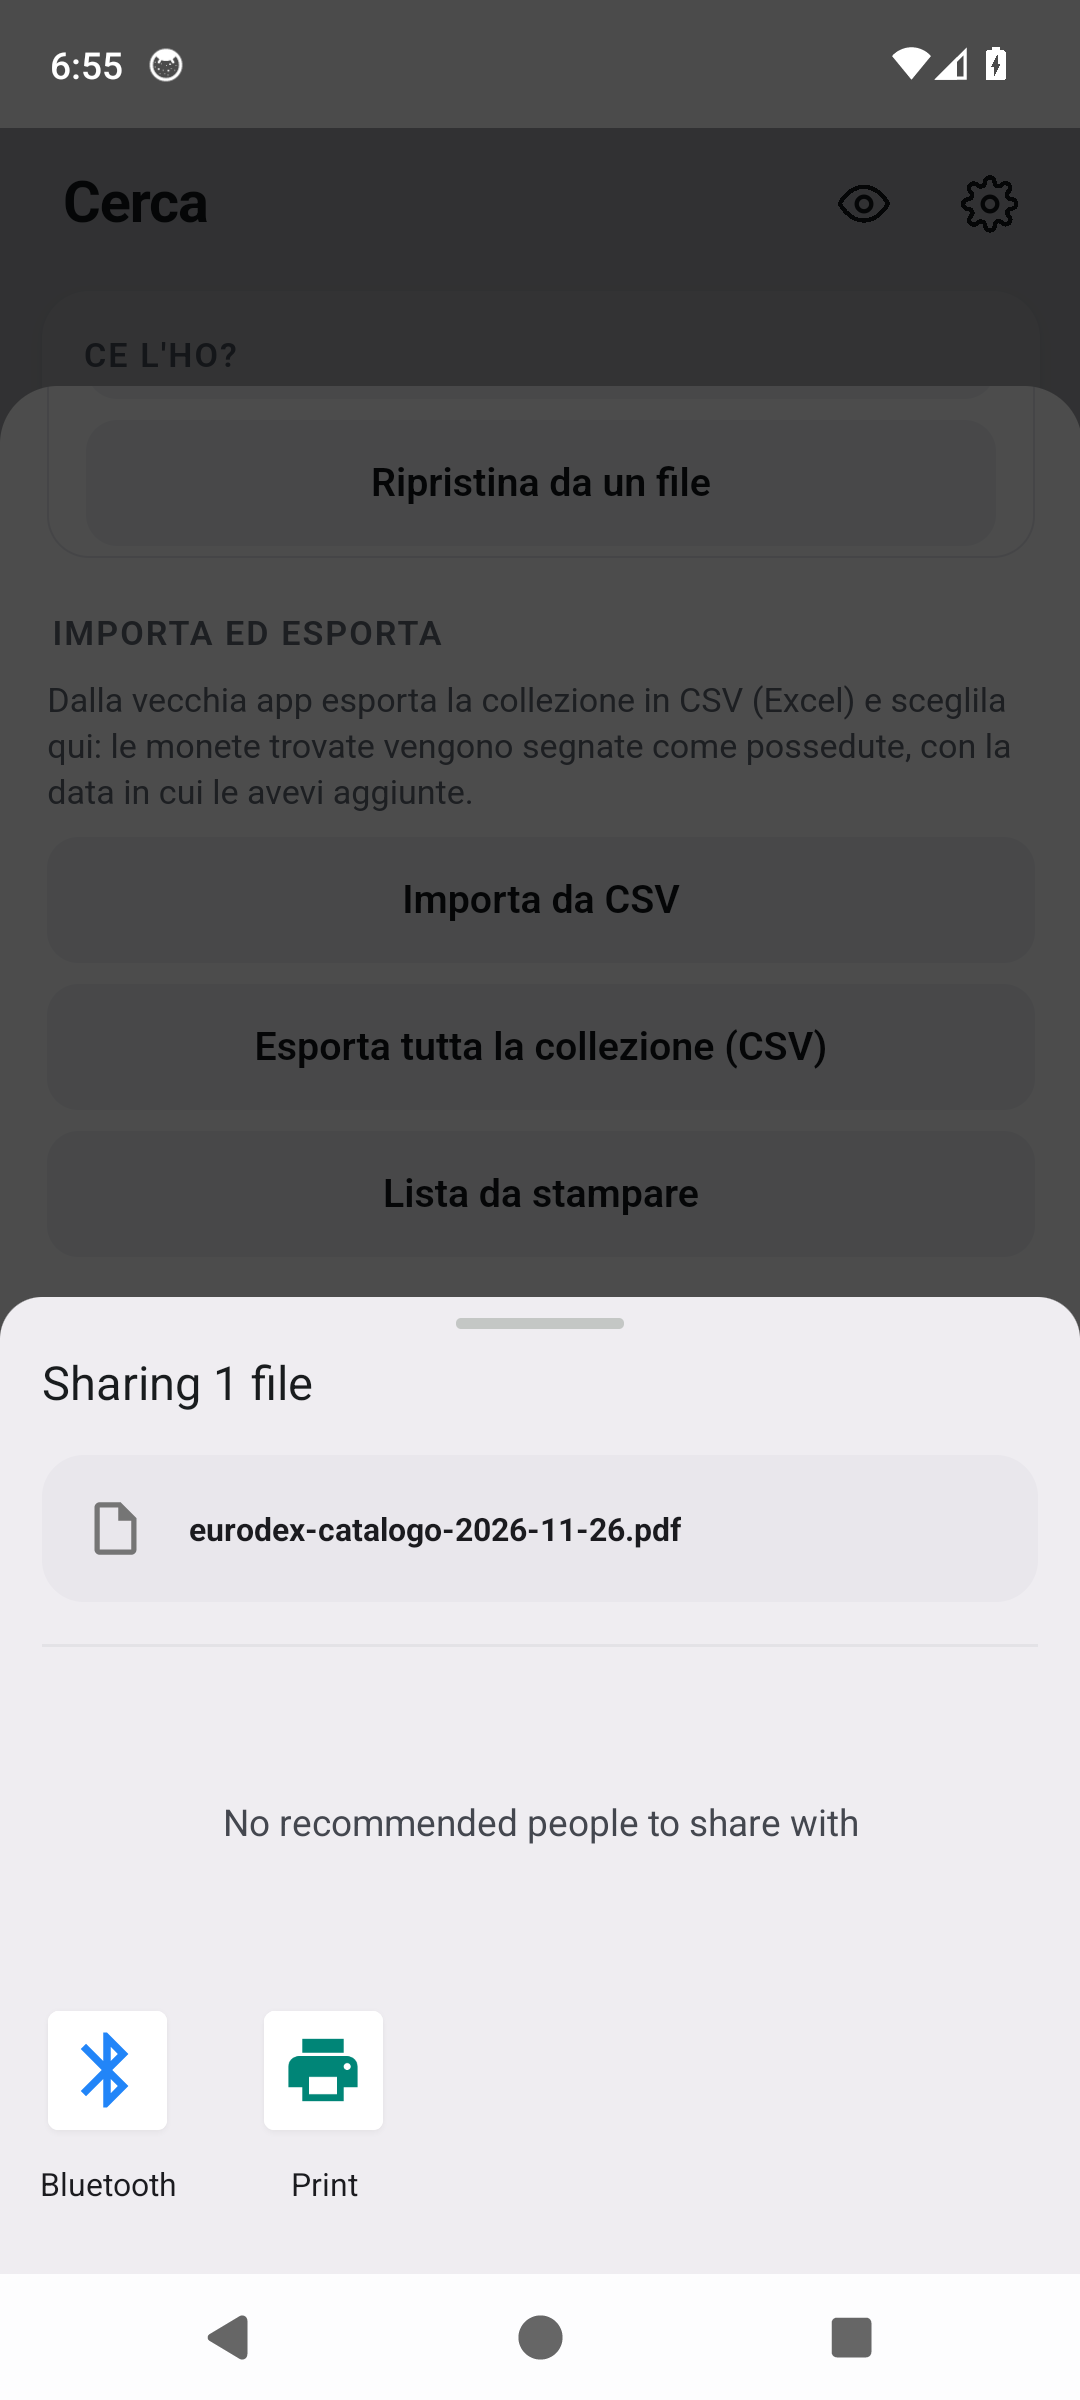 6:55
Cerca
CE L'HO?
Ripristina da un file
IMPORTA ED ESPORTA
Dalla vecchia app esporta la collezione in CSV (Excel) e sceglila
qui: le monete trovate vengono segnate come possedute, con la
data in cui le avevi aggiunte.
Importa da CSV
Esporta tutta la collezione (CSV)
Lista da stampare
Sharing 1 file
eurodex-catalogo-2026-11-26.pdf
No recommended people to share with
Bluetooth
Print